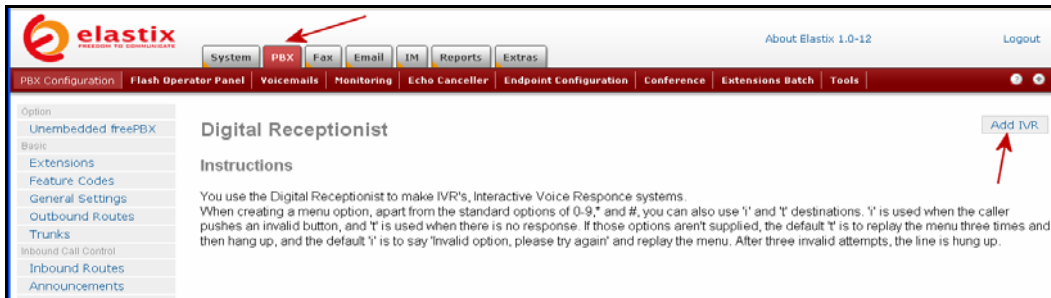 elastix
FREEDOM TO COMMUNICATE
About Elastix 1.0-12
Logout
System PBX Fax Email IM Reports Extras
PBX Configuration Flash Operator Panel Voicemails Monitoring Echo Canceller Endpoint Configuration Conference Extensions Batch Tools
Option
Unembedded freePBX
Basic
Extensions
Feature Codes
General Settings
Outbound Routes
Trunks
Inbound Call Control
Inbound Routes
Announcements
Digital Receptionist
Add IVR
Instructions
You use the Digital Receptionist to make IVR's, Interactive Voice Responce systems.
When creating a menu option, apart from the standard options of 0-9,* and #, you can also use 'i' and 't' destinations. 'i' is used when the caller
pushes an invalid button, and 't' is used when there is no response. If those options aren't supplied, the default 't' is to replay the menu three times and
then hang up, and the default 'i' is to say 'Invalid option, please try again' and replay the menu. After three invalid attempts, the line is hung up.